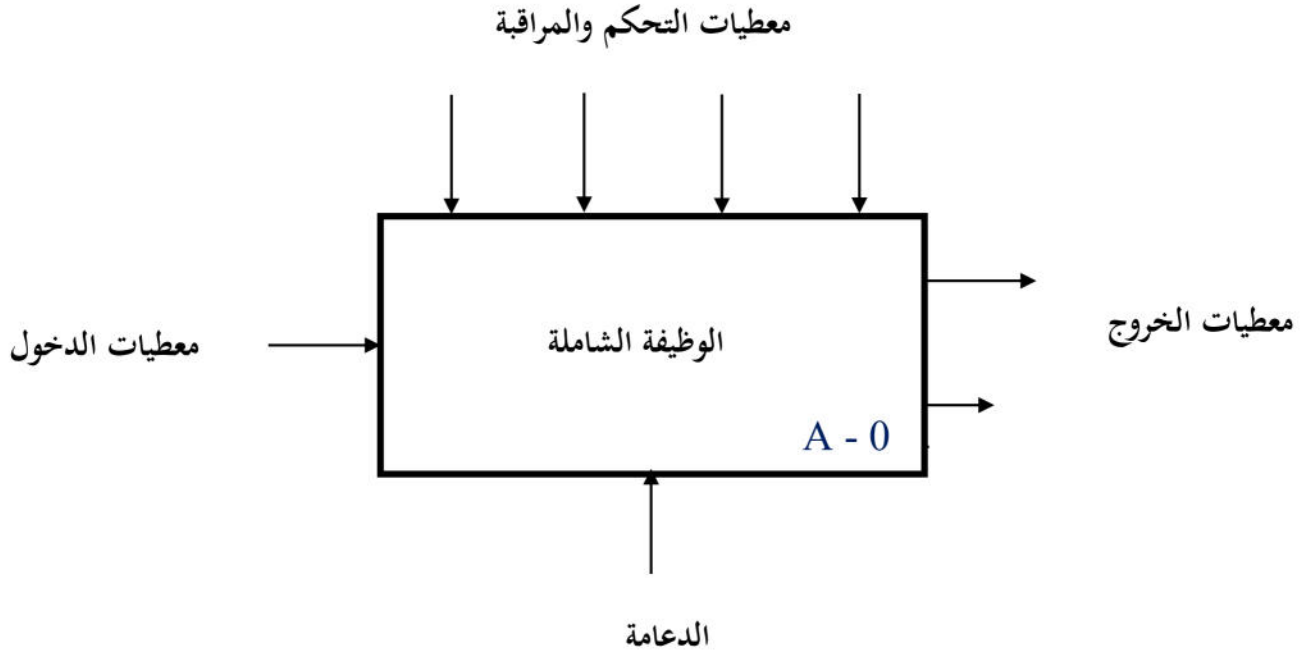 معطيات التحكم والمراقبة
معطيات الخروج
الوظيفة الشاملة
معطيات الدخول
A - 0
الدعامة